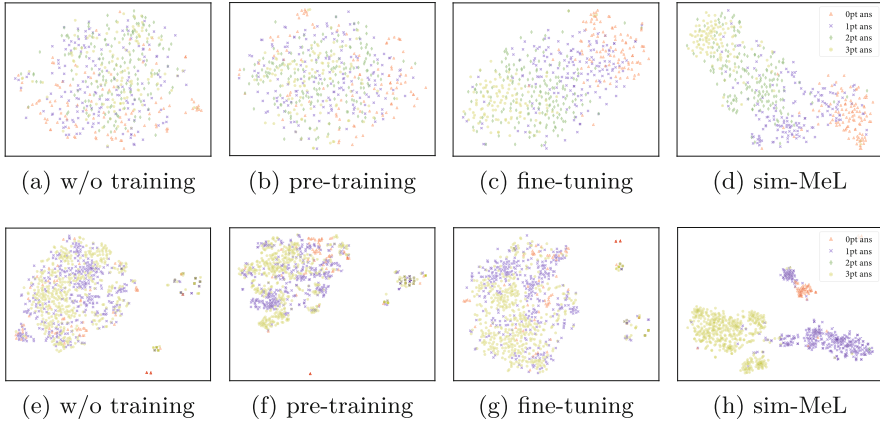 0pt ans
1pt ans
2pt ans
3pt ans
(a) w/o training
(b) pre-training
(c) fine-tuning
(d) sim-MeL
0pt ans
1pt ans
2pt ans
3pt ans
(e) w/o training
(f) pre-training
(g) fine-tuning
(h) sim-MeL